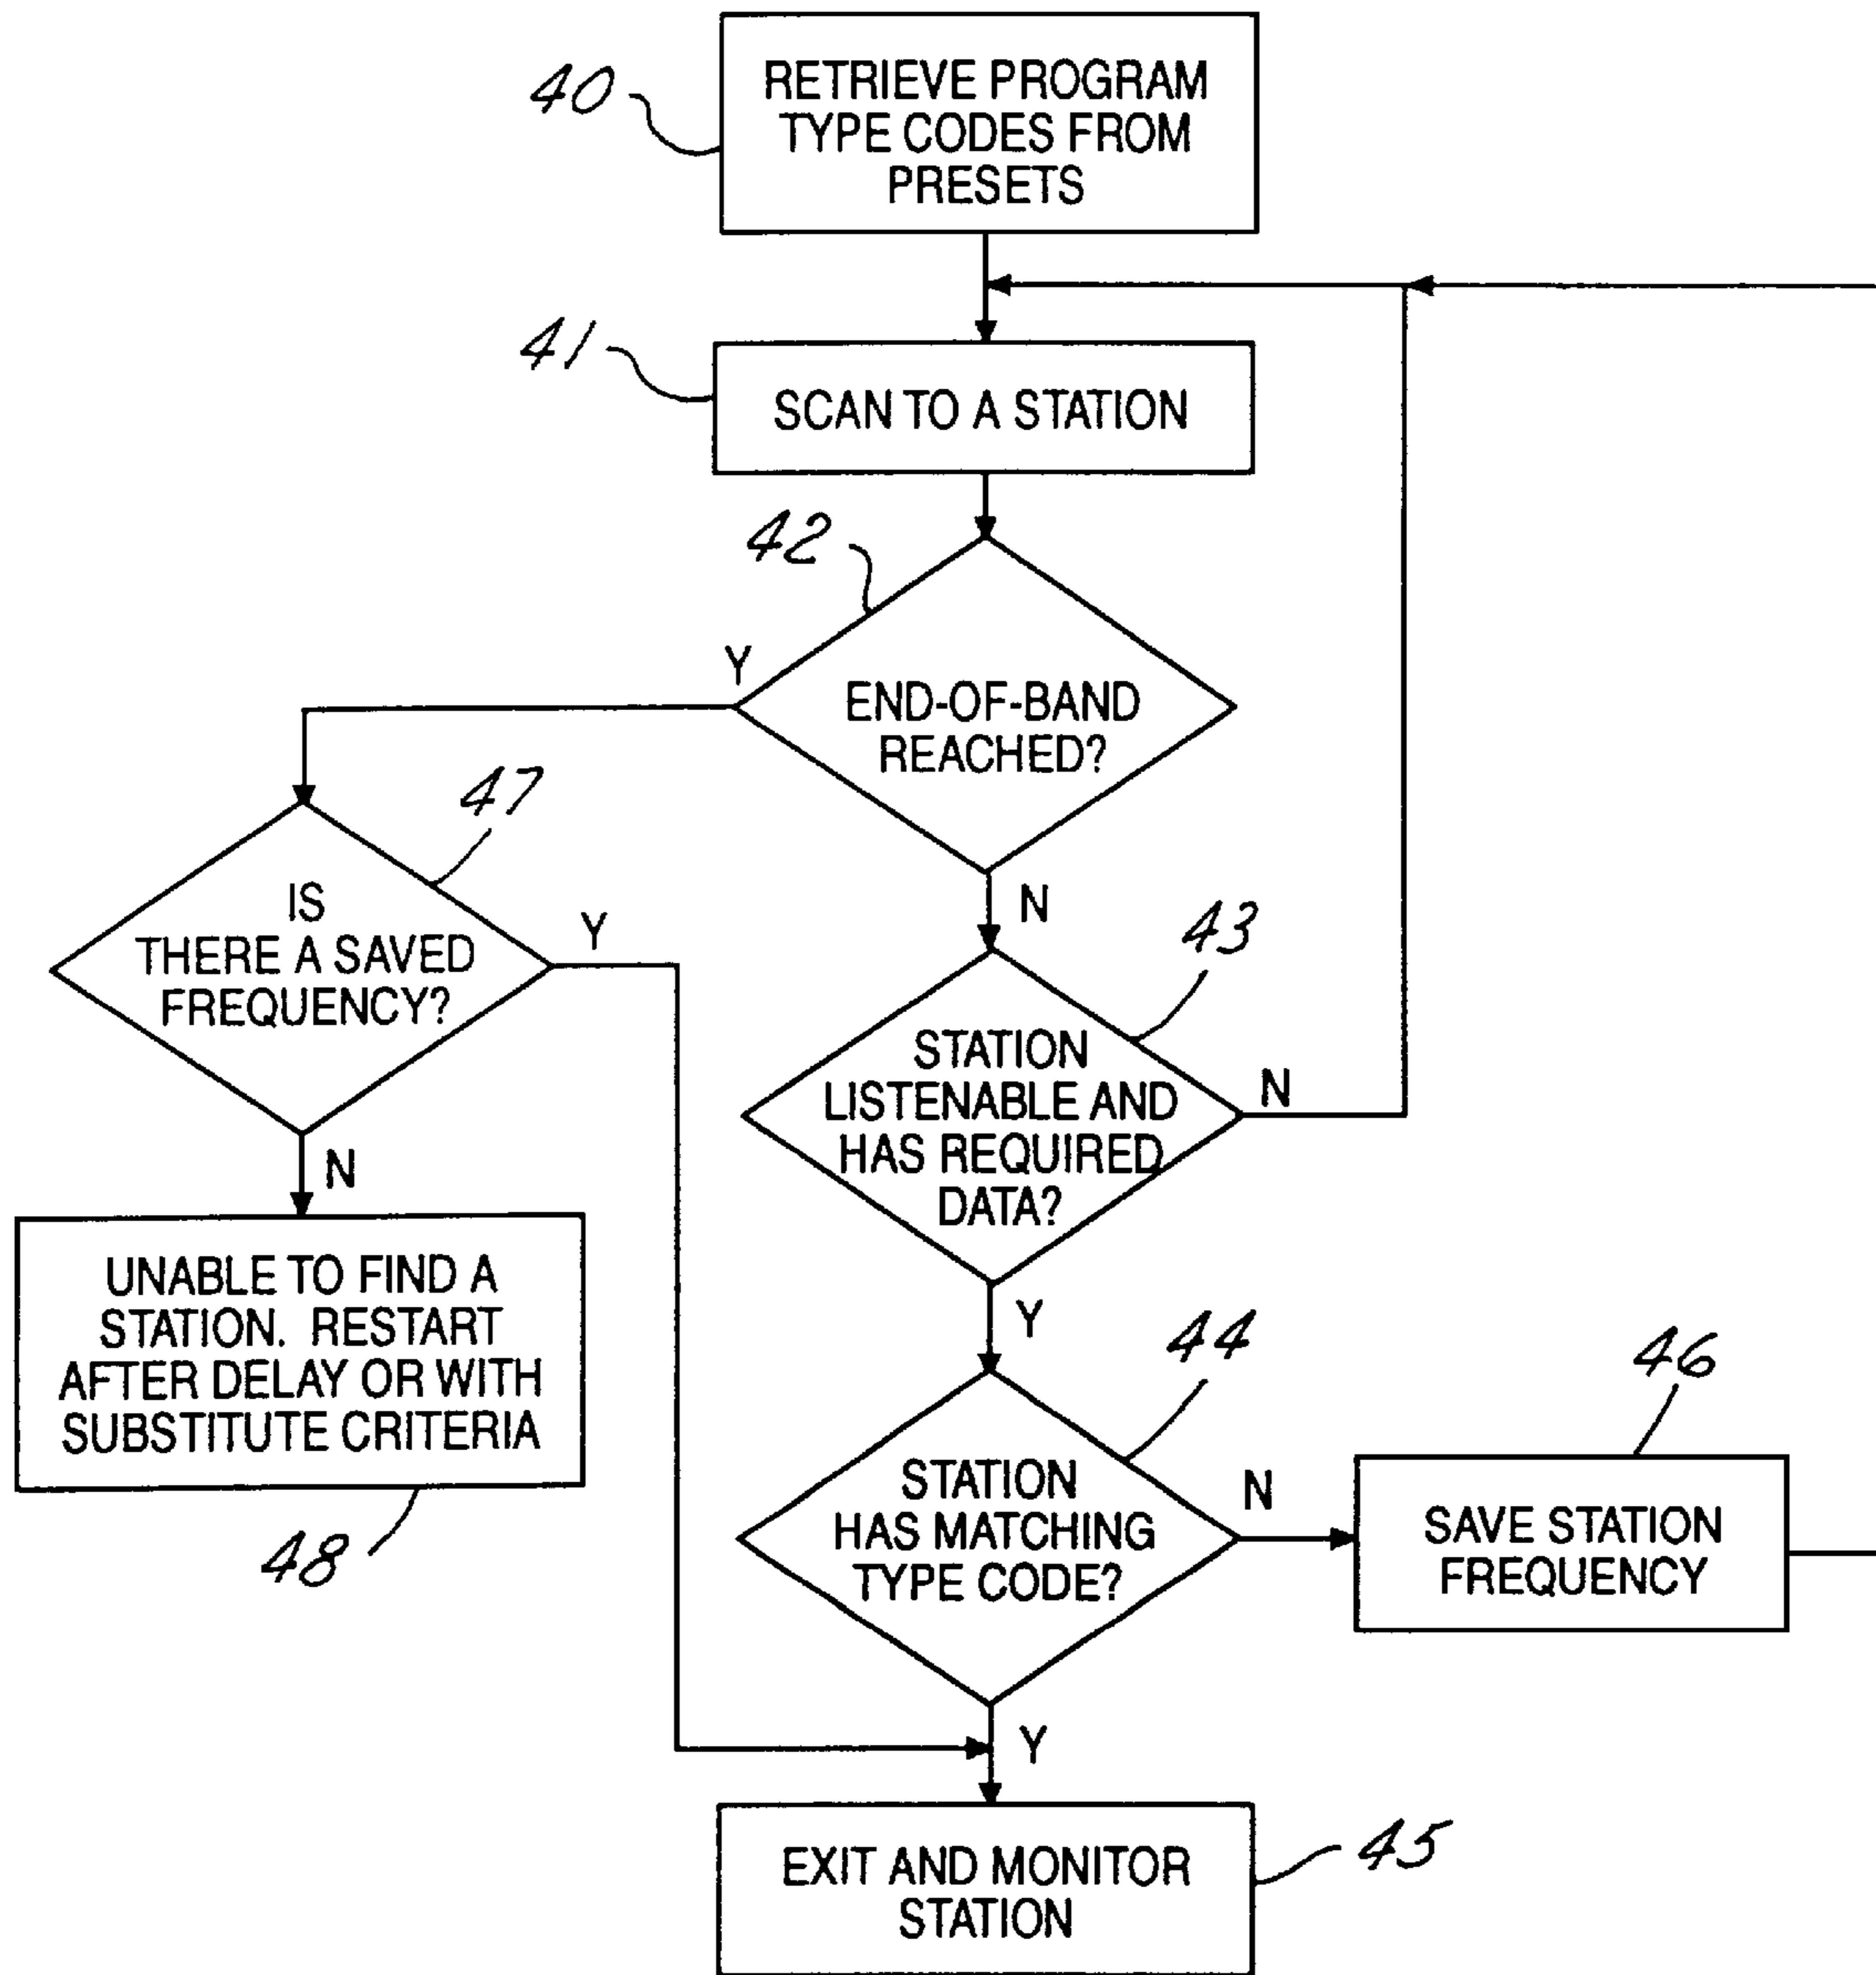 40
RETRIEVE PROGRAM
TYPE CODES FROM
PRESETS
41
SCAN TO A STATION
42
END-OF-BAND
REACHED?
Y
N
47
IS
THERE A SAVED
FREQUENCY?
Y
N
43
STATION
LISTENABLE AND
HAS REQUIRED
DATA?
N
Y
UNABLE TO FIND A
STATION. RESTART
AFTER DELAY OR WITH
SUBSTITUTE CRITERIA
48
44
STATION
HAS MATCHING
TYPE CODE?
N
Y
46
SAVE STATION
FREQUENCY
EXIT AND MONITOR
STATION
45